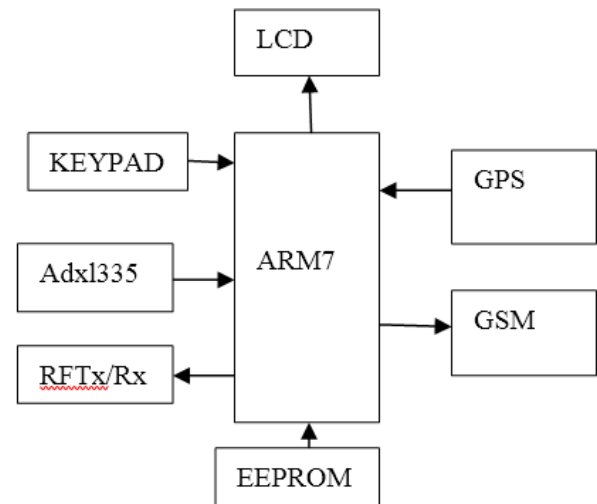 LCD
KEYPAD
GPS
Adxl335
ARM7
GSM
RFTx/Rx
EEPROM